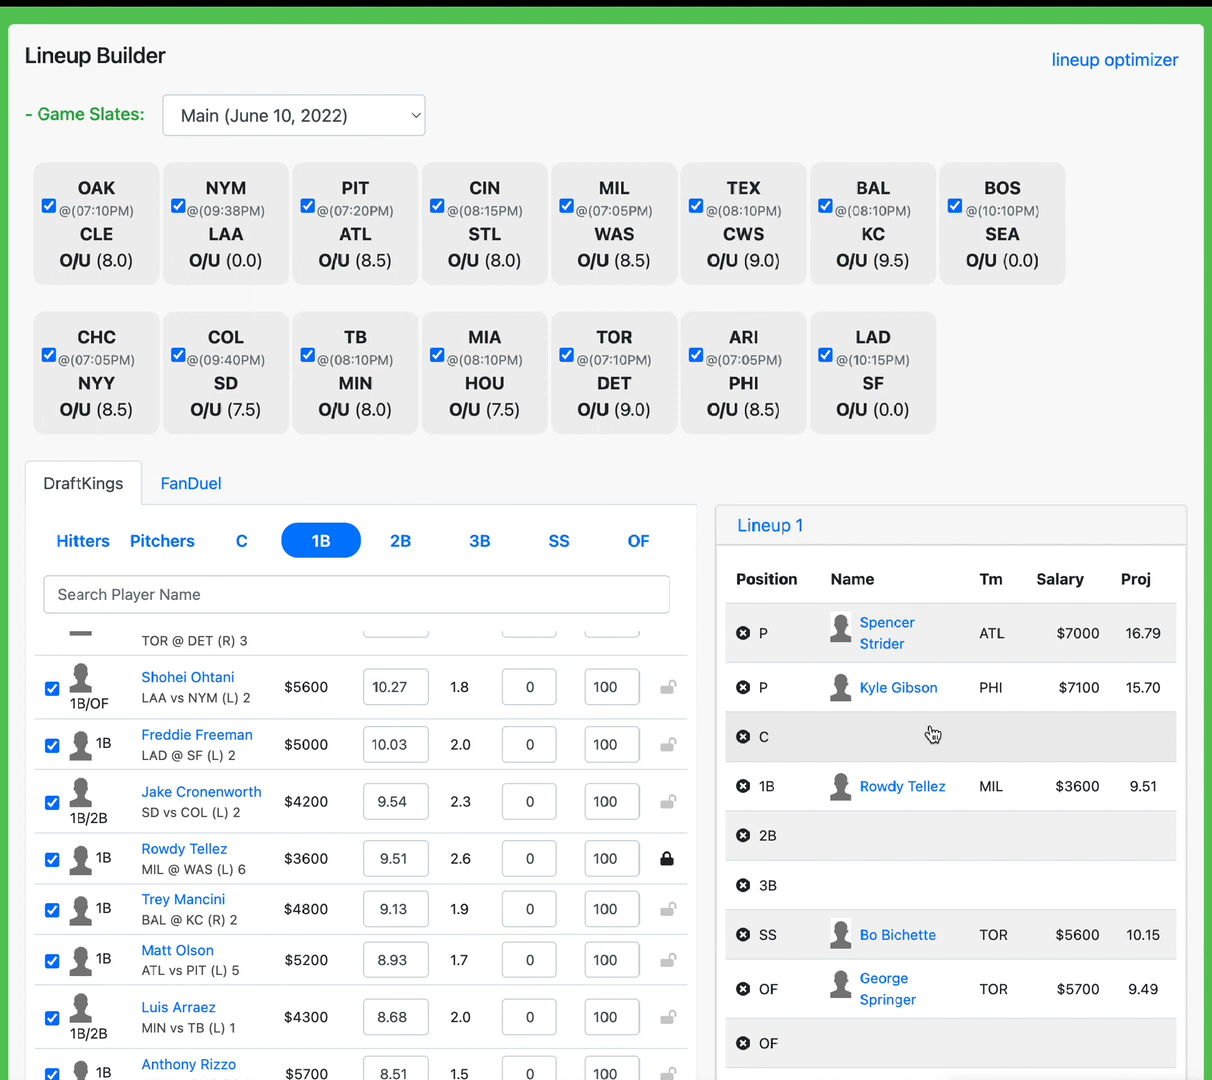 Lineup Builder
lineup optimizer
- Game Slates:
Main (June 10, 2022)
OAK
@(07:10PM)
CLE
O/U (8.0)
NYM
@(09:38PM)
LAA
O/U (0.0)
PIT
@(07:20PM)
ATL
O/U (8.5)
CIN
@(08:15PM)
STL
O/U (8.0)
MIL
@(07:05PM)
WAS
O/U (8.5)
TEX
@(08:10PM)
CWS
O/U (9.0)
BAL
@(08:10PM)
KC
O/U (9.5)
BOS
@(10:10PM)
SEA
O/U (0.0)
CHC
@(07:05PM)
NYY
O/U (8.5)
COL
@(09:40PM)
SD
O/U (7.5)
TB
@(08:10PM)
MIN
O/U (8.0)
MIA
@(08:10PM)
HOU
O/U (7.5)
TOR
@(07:10PM)
DET
O/U (9.0)
ARI
@(07:05PM)
PHI
O/U (8.5)
LAD
@(10:15PM)
SF
O/U (0.0)
DraftKings
FanDuel
Hitters Pitchers C 1B 2B 3B SS OF
Search Player Name
TOR @ DET (R) 3
1B/OF
Shohei Ohtani
LAA vs NYM (L) 2
$5600 10.27 1.8 0 100
1B
Freddie Freeman
LAD @ SF (L) 2
$5000 10.03 2.0 0 100
1B/2B
Jake Cronenworth
SD vs COL (L) 2
$4200 9.54 2.3 0 100
1B
Rowdy Tellez
MIL @ WAS (L) 6
$3600 9.51 2.6 0 100
1B
Trey Mancini
BAL @ KC (R) 2
$4800 9.13 1.9 0 100
1B
Matt Olson
ATL vs PIT (L) 5
$5200 8.93 1.7 0 100
1B/2B
Luis Arraez
MIN vs TB (L) 1
$4300 8.68 2.0 0 100
1B
Anthony Rizzo
$5700 8.51 1.5 0 100
Lineup 1
Position Name Tm Salary Proj
P Spencer Strider ATL $7000 16.79
P Kyle Gibson PHI $7100 15.70
C
1B Rowdy Tellez MIL $3600 9.51
2B
3B
SS Bo Bichette TOR $5600 10.15
OF George Springer TOR $5700 9.49
OF